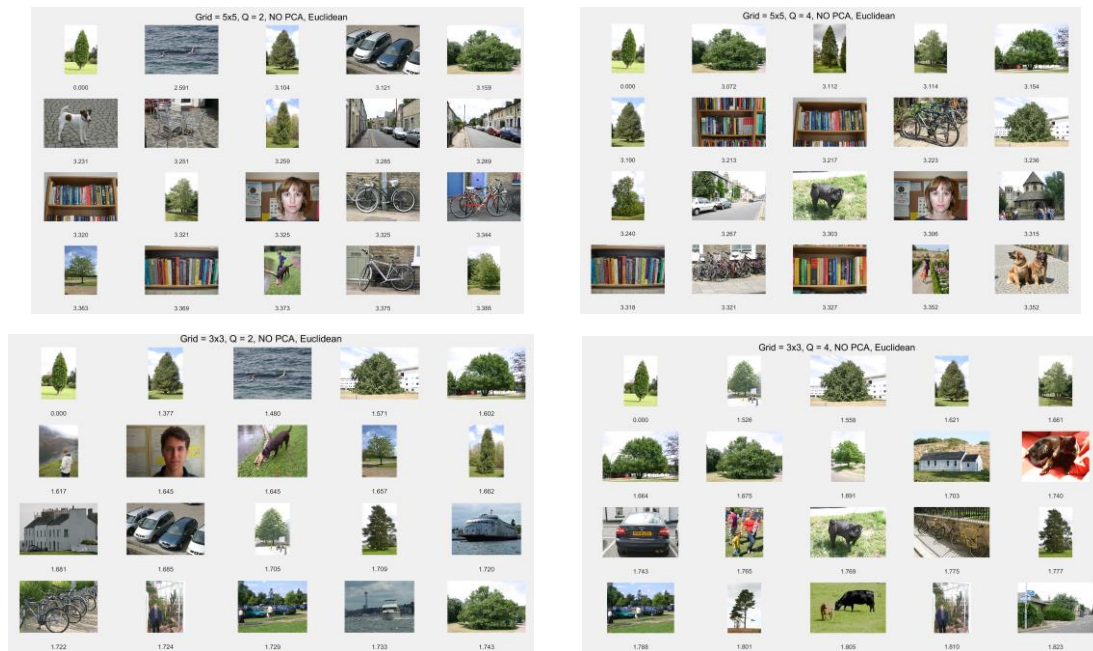 Grid = 5x5, Q = 2, NO PCA, Euclidean
0.000 2.591 3.104 3.121 3.159
3.231 3.251 3.259 3.285 3.289
3.320 3.321 3.325 3.325 3.344
3.363 3.369 3.373 3.375 3.386
Grid = 5x5, Q = 4, NO PCA, Euclidean
0.000 3.072 3.112 3.114 3.154
3.190 3.213 3.217 3.223 3.236
3.240 3.267 3.303 3.306 3.315
3.318 3.321 3.327 3.352 3.352
Grid = 3x3, Q = 2, NO PCA, Euclidean
0.000 1.377 1.480 1.571 1.602
1.617 1.645 1.645 1.657 1.662
1.681 1.685 1.705 1.709 1.720
1.722 1.724 1.729 1.733 1.743
Grid = 3x3, Q = 4, NO PCA, Euclidean
0.000 1.526 1.558 1.621 1.661
1.664 1.675 1.691 1.703 1.740
1.743 1.765 1.769 1.775 1.777
1.788 1.801 1.805 1.810 1.823